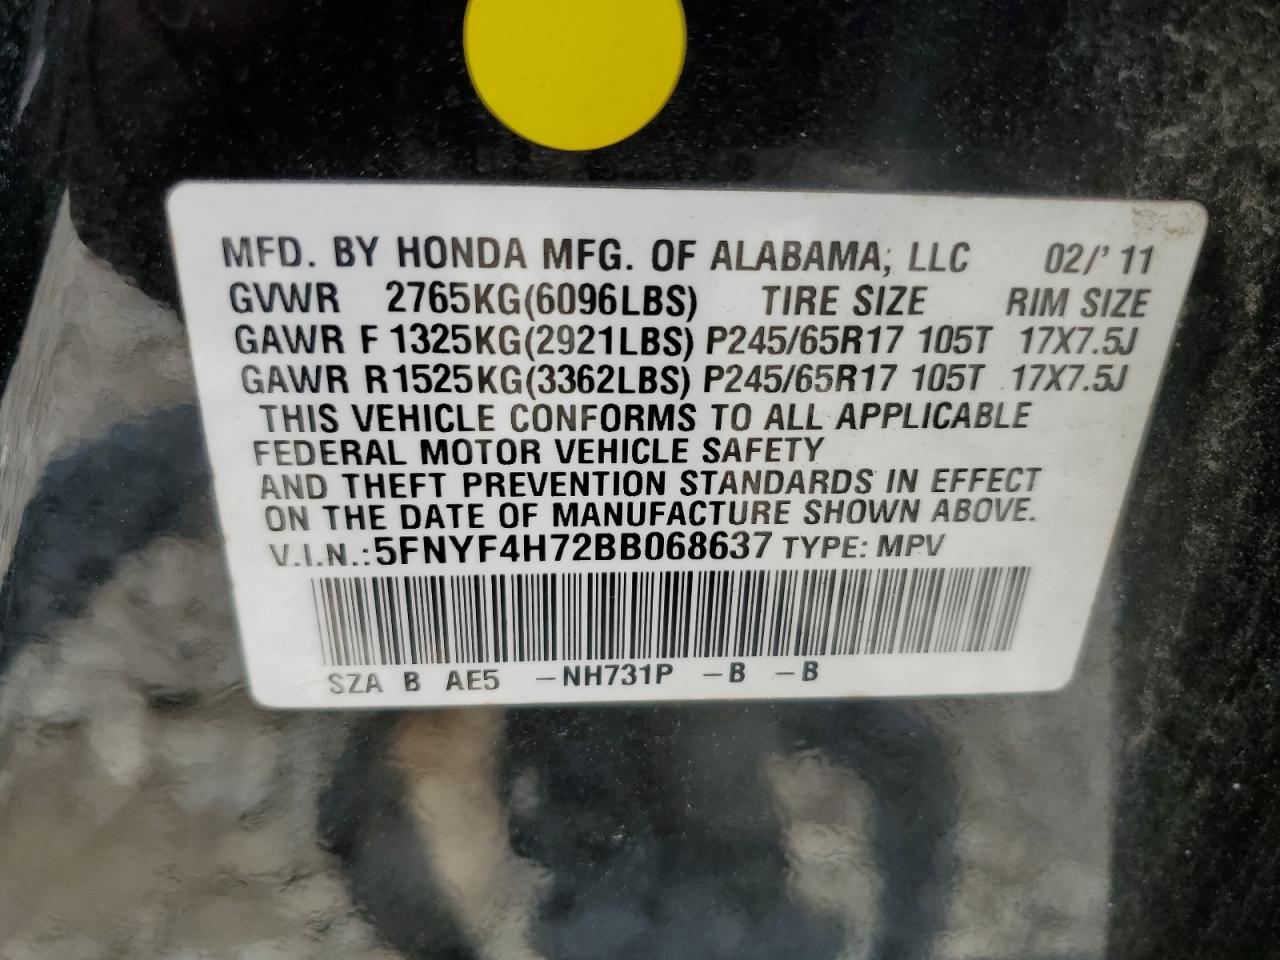 MFD. BY HONDA MFG. OF ALABAMA, LLC 02/'11
GVWR 2765KG(6096LBS) TIRE SIZE RIM SIZE
GAWR F 1325KG(2921LBS) P245/65R17 105T 17X7.5J
GAWR R 1525KG(3362LBS) P245/65R17 105T 17X7.5J
THIS VEHICLE CONFORMS TO ALL APPLICABLE
FEDERAL MOTOR VEHICLE SAFETY
AND THEFT PREVENTION STANDARDS IN EFFECT
ON THE DATE OF MANUFACTURE SHOWN ABOVE.
V.I.N.: 5FNYF4H72BB068637 TYPE: MPV
SZA B AE5 -NH731P -B -B